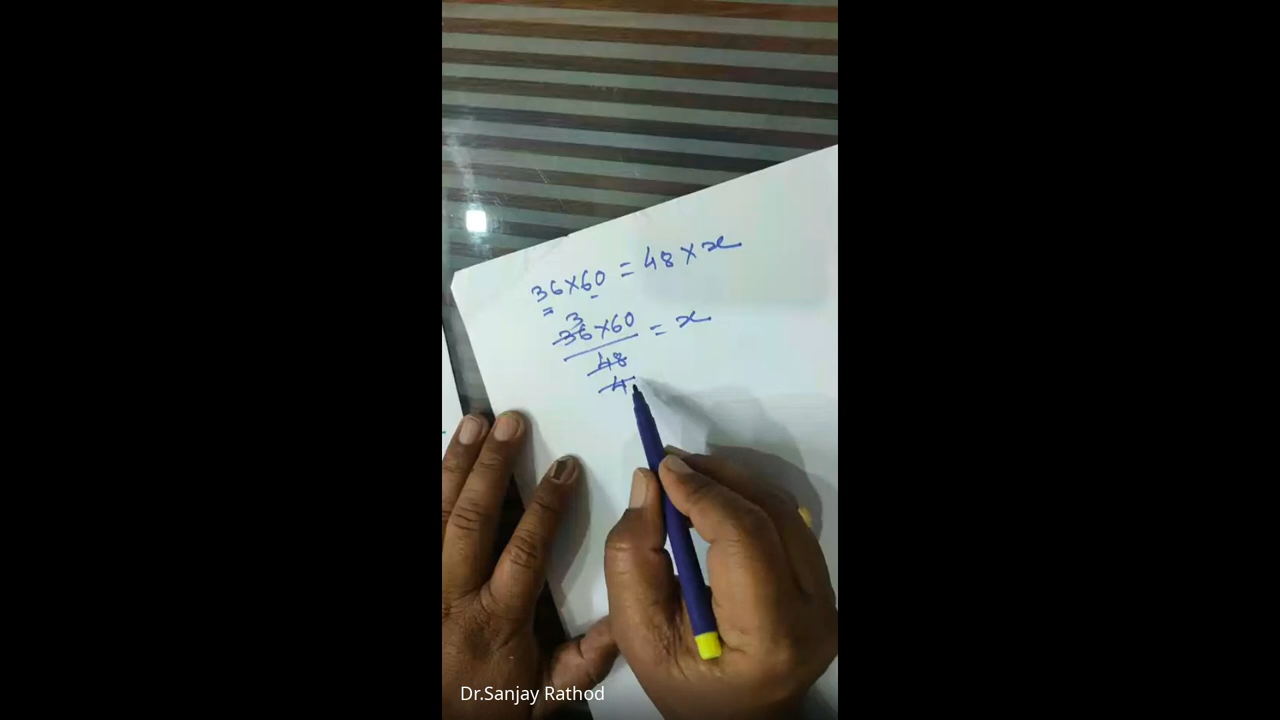 36×60 = 48×x
3
36×60 = x
48
4
Dr.Sanjay Rathod